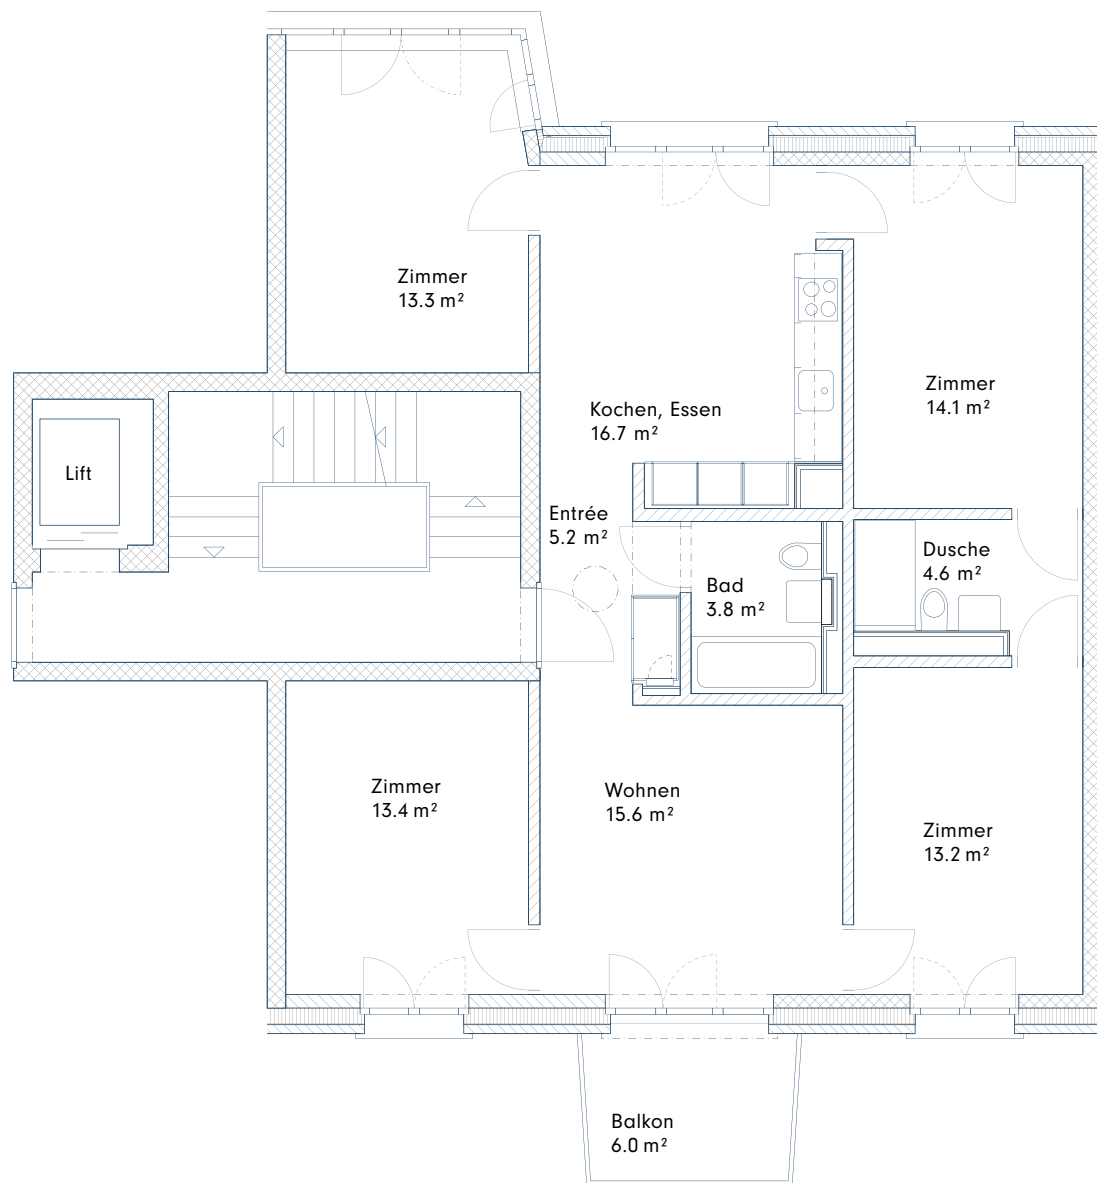 Zimmer
13.3 m²
Zimmer
14.1 m²
Kochen, Essen
16.7 m²
Lift
Entrée
5.2 m²
Dusche
4.6 m²
Bad
3.8 m²
Zimmer
13.4 m²
Wohnen
15.6 m²
Zimmer
13.2 m²
Balkon
6.0 m²